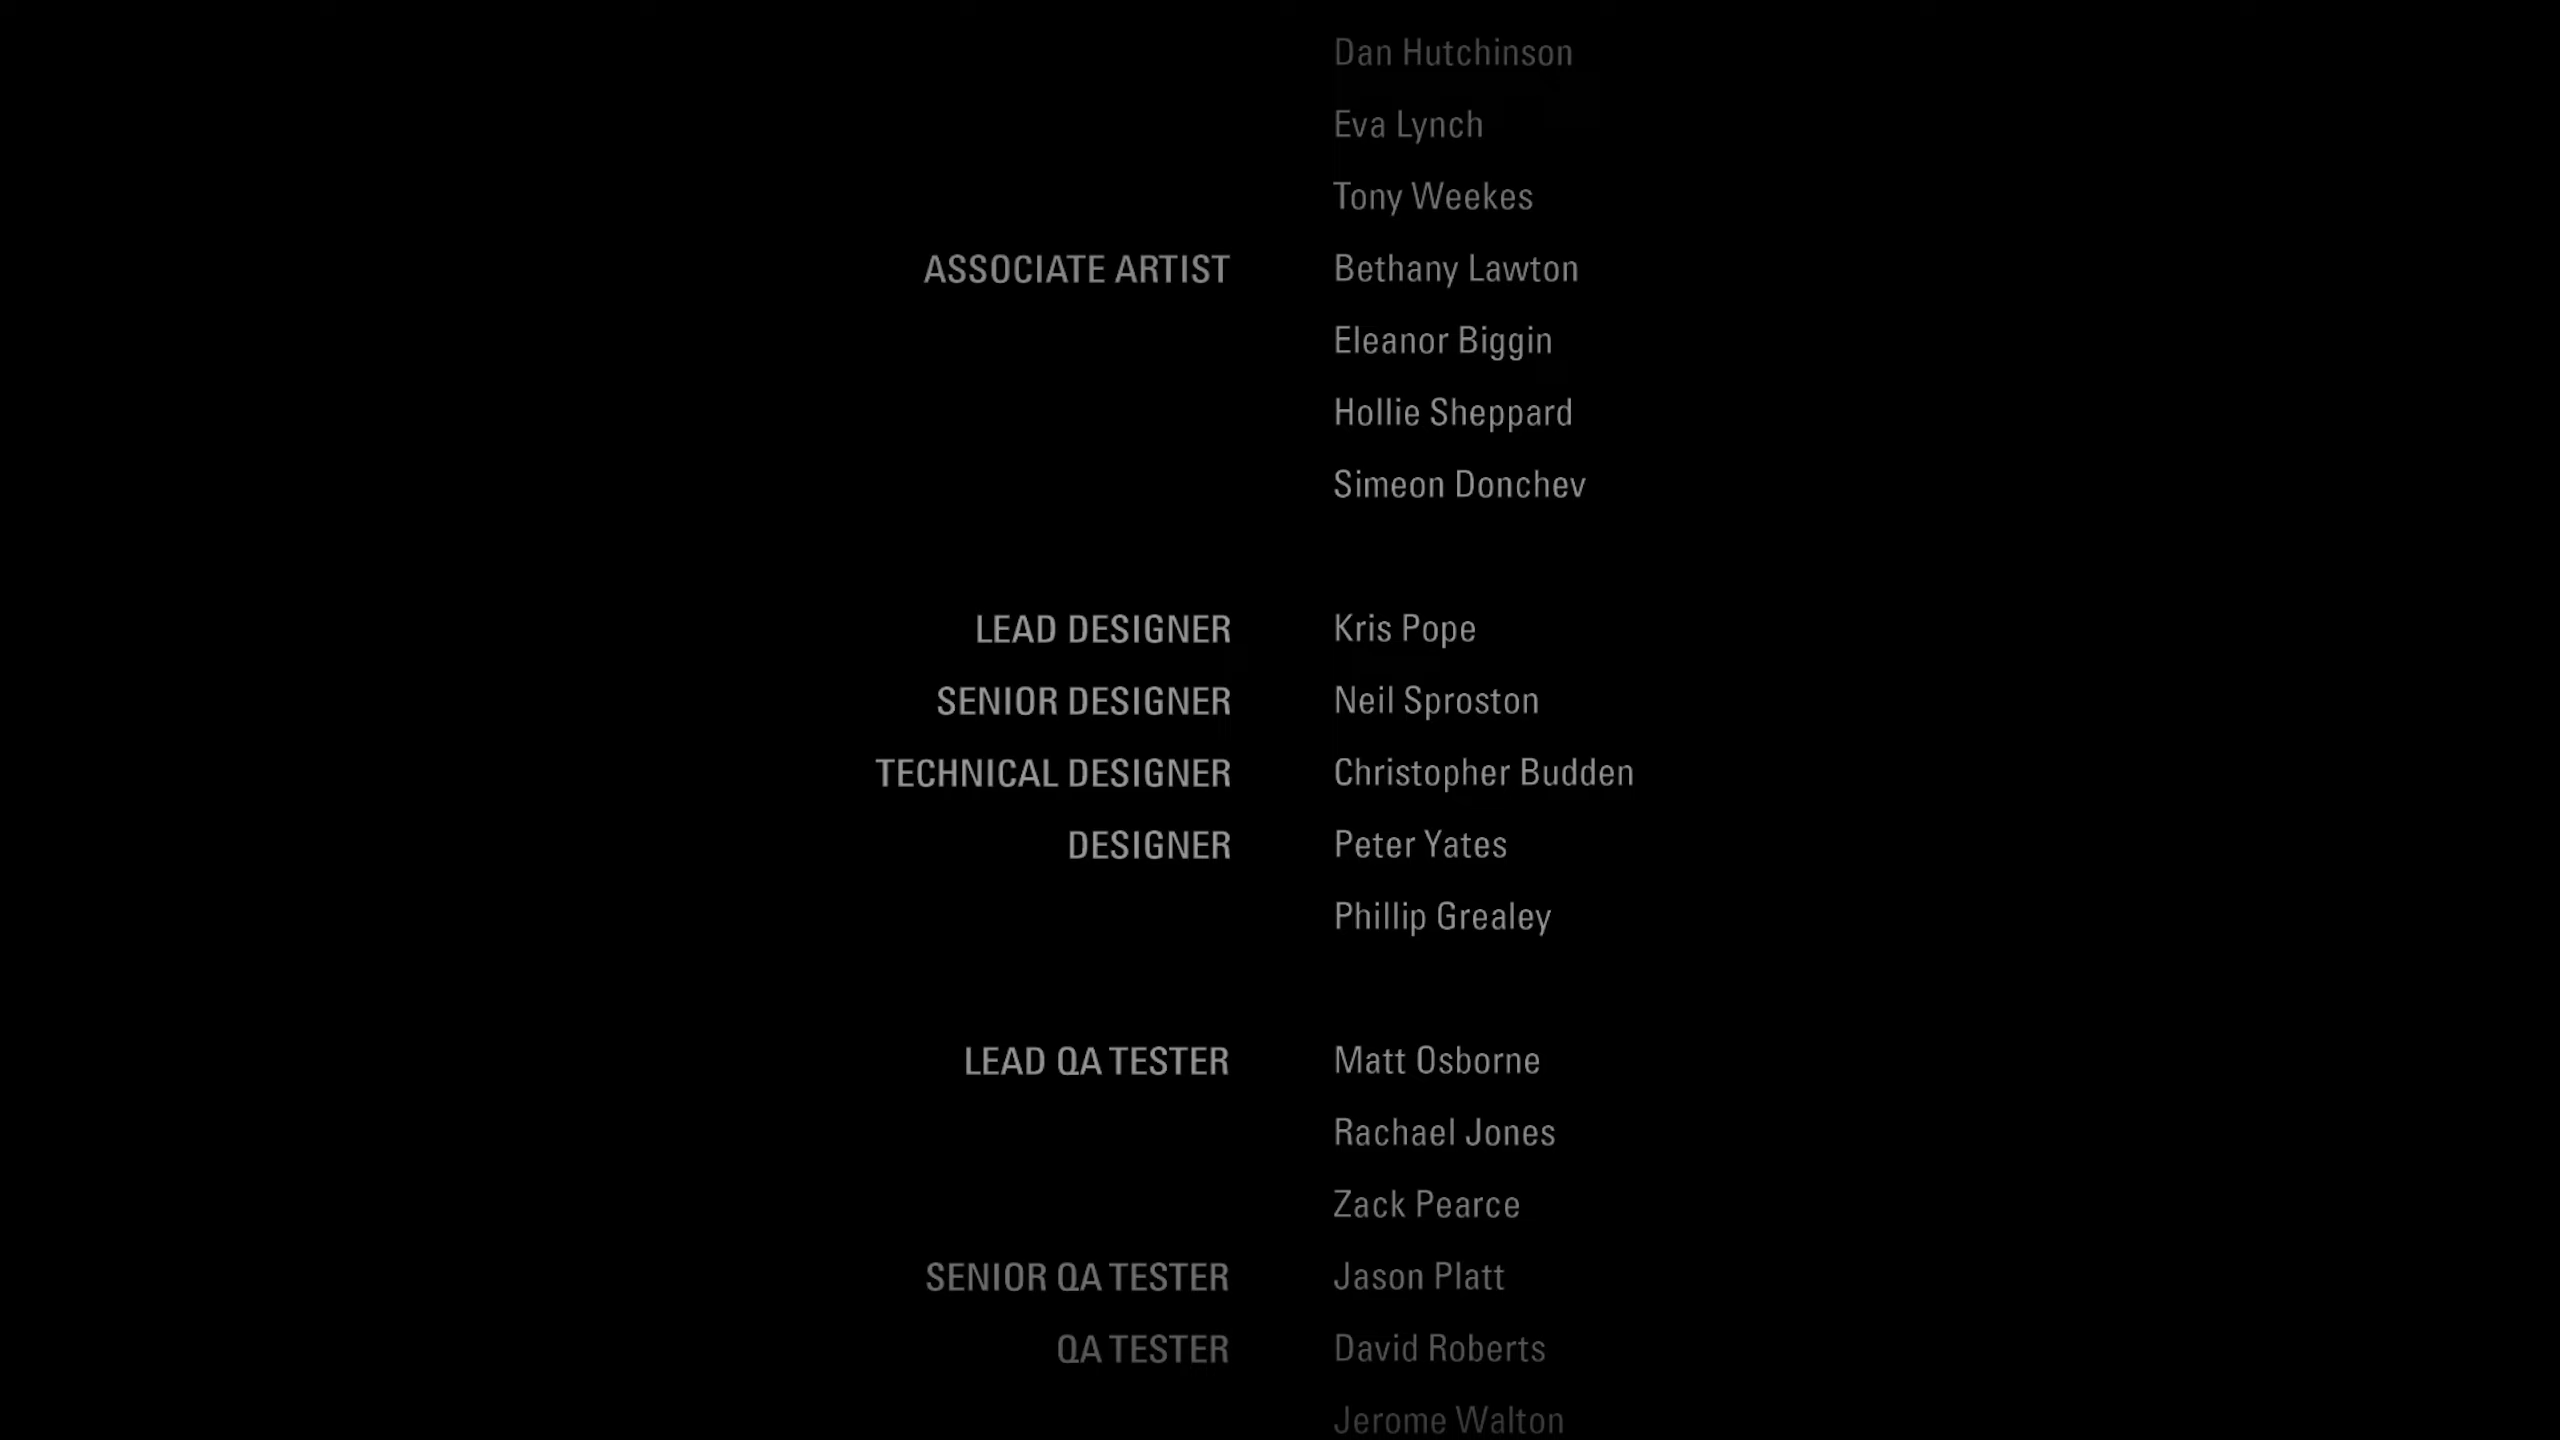 Dan Hutchinson
Eva Lynch
Tony Weekes
ASSOCIATE ARTIST Bethany Lawton
Eleanor Biggin
Hollie Sheppard
Simeon Donchev
LEAD DESIGNER Kris Pope
SENIOR DESIGNER Neil Sproston
TECHNICAL DESIGNER Christopher Budden
DESIGNER Peter Yates
Phillip Grealey
LEAD QA TESTER Matt Osborne
Rachael Jones
Zack Pearce
SENIOR QA TESTER Jason Platt
QA TESTER David Roberts
Jerome Walton